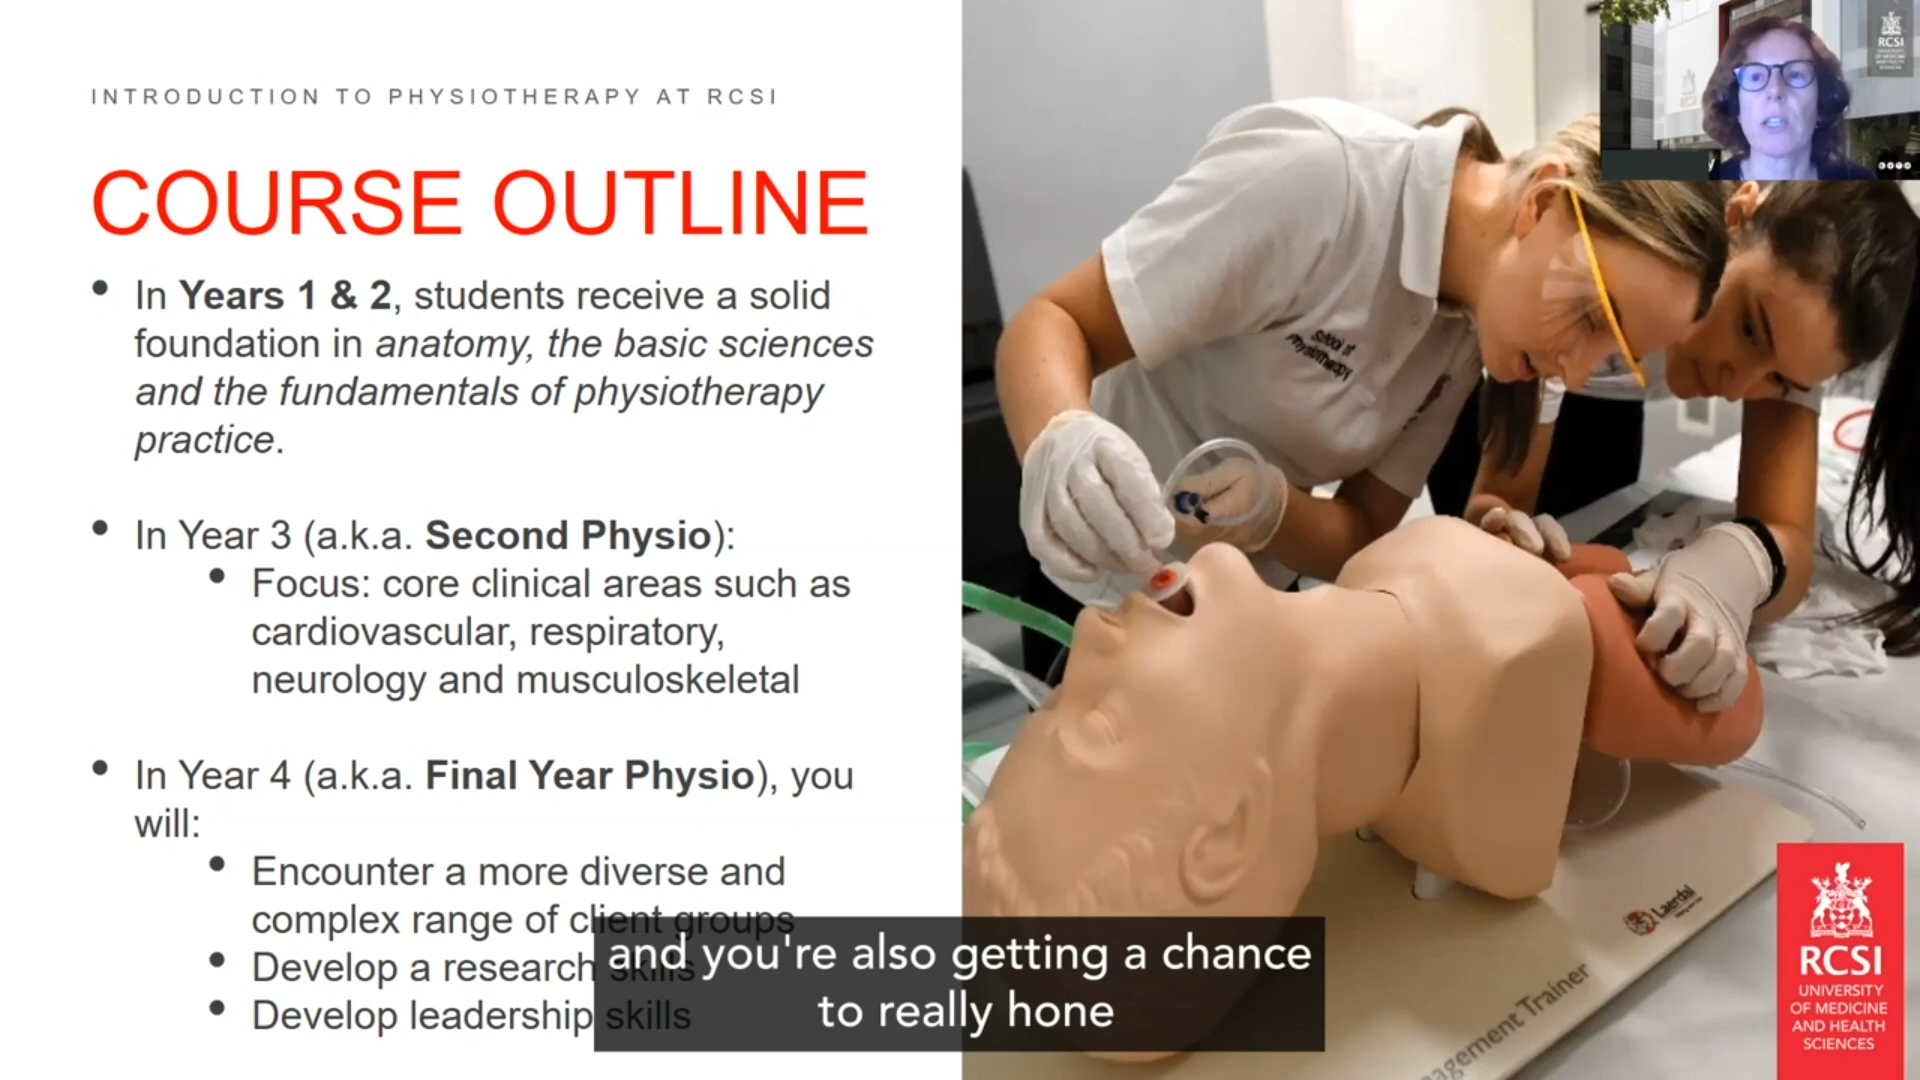 INTRODUCTION TO PHYSIOTHERAPY AT RCSI
COURSE OUTLINE
• In Years 1 & 2, students receive a solid
foundation in anatomy, the basic sciences
and the fundamentals of physiotherapy
practice.
• In Year 3 (a.k.a. Second Physio):
• Focus: core clinical areas such as
cardiovascular, respiratory,
neurology and musculoskeletal
• In Year 4 (a.k.a. Final Year Physio), you
will:
• Encounter a more diverse and
complex range of client groups
• Develop a research skills
• Develop leadership skills
and you're also getting a chance
to really hone
School of
Physiotherapy
Laerdal
agement Trainer
RCSI
RCSI
UNIVERSITY
OF MEDICINE
AND HEALTH
SCIENCES